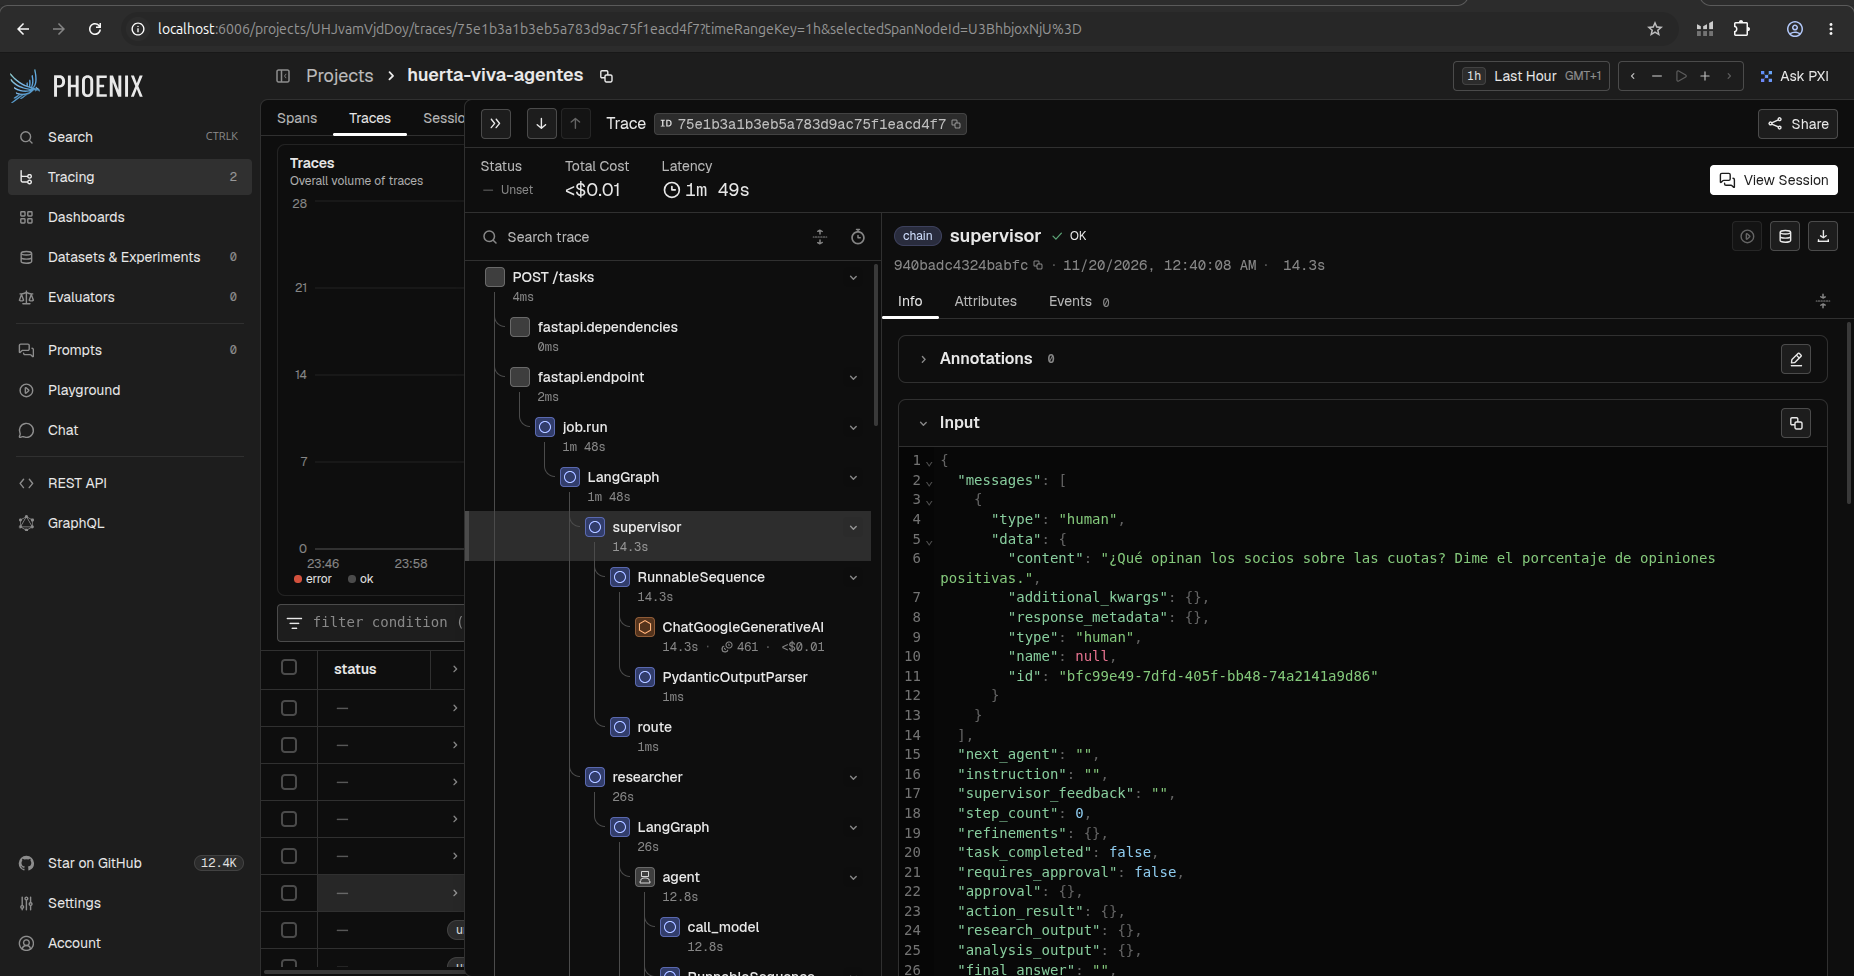 localhost:6006/projects/UHJvamVjdDoy/traces/75e1b3a1b3eb5a783d9ac75f1eacd4f7?timeRangeKey=1h&selectedSpanNodeId=U3BhbjoxNjU%3D
PHOENIX
Search CTRLK
Tracing 2
Dashboards
Datasets & Experiments 0
Evaluators 0
Prompts 0
Playground
Chat
REST API
GraphQL
Star on GitHub 12.4K
Settings
Account
Projects > huerta-viva-agentes
1h Last Hour GMT+1
Ask PXI
Spans Traces Sessio
Traces
Overall volume of traces
28
21
14
7
0
23:46 23:58
error ok
filter condition (
status
u
Trace ID 75e1b3a1b3eb5a783d9ac75f1eacd4f7
Share
Status Total Cost Latency
— Unset <$0.01 1m 49s
View Session
Search trace
POST /tasks
4ms
fastapi.dependencies
0ms
fastapi.endpoint
2ms
job.run
1m 48s
LangGraph
1m 48s
supervisor
14.3s
RunnableSequence
14.3s
ChatGoogleGenerativeAI
14.3s · 461 · <$0.01
PydanticOutputParser
1ms
route
1ms
researcher
26s
LangGraph
26s
agent
12.8s
call_model
12.8s
RunnableSequence
chain supervisor OK
940badc4324babfc · 11/20/2026, 12:40:08 AM · 14.3s
Info Attributes Events 0
Annotations 0
Input
1 {
2 "messages": [
3 {
4 "type": "human",
5 "data": {
6 "content": "¿Qué opinan los socios sobre las cuotas? Dime el porcentaje de opiniones
positivas.",
7 "additional_kwargs": {},
8 "response_metadata": {},
9 "type": "human",
10 "name": null,
11 "id": "bfc99e49-7dfd-405f-bb48-74a2141a9d86"
12 }
13 }
14 ],
15 "next_agent": "",
16 "instruction": "",
17 "supervisor_feedback": "",
18 "step_count": 0,
19 "refinements": {},
20 "task_completed": false,
21 "requires_approval": false,
22 "approval": {},
23 "action_result": {},
24 "research_output": {},
25 "analysis_output": {},
26 "final_answer": "",